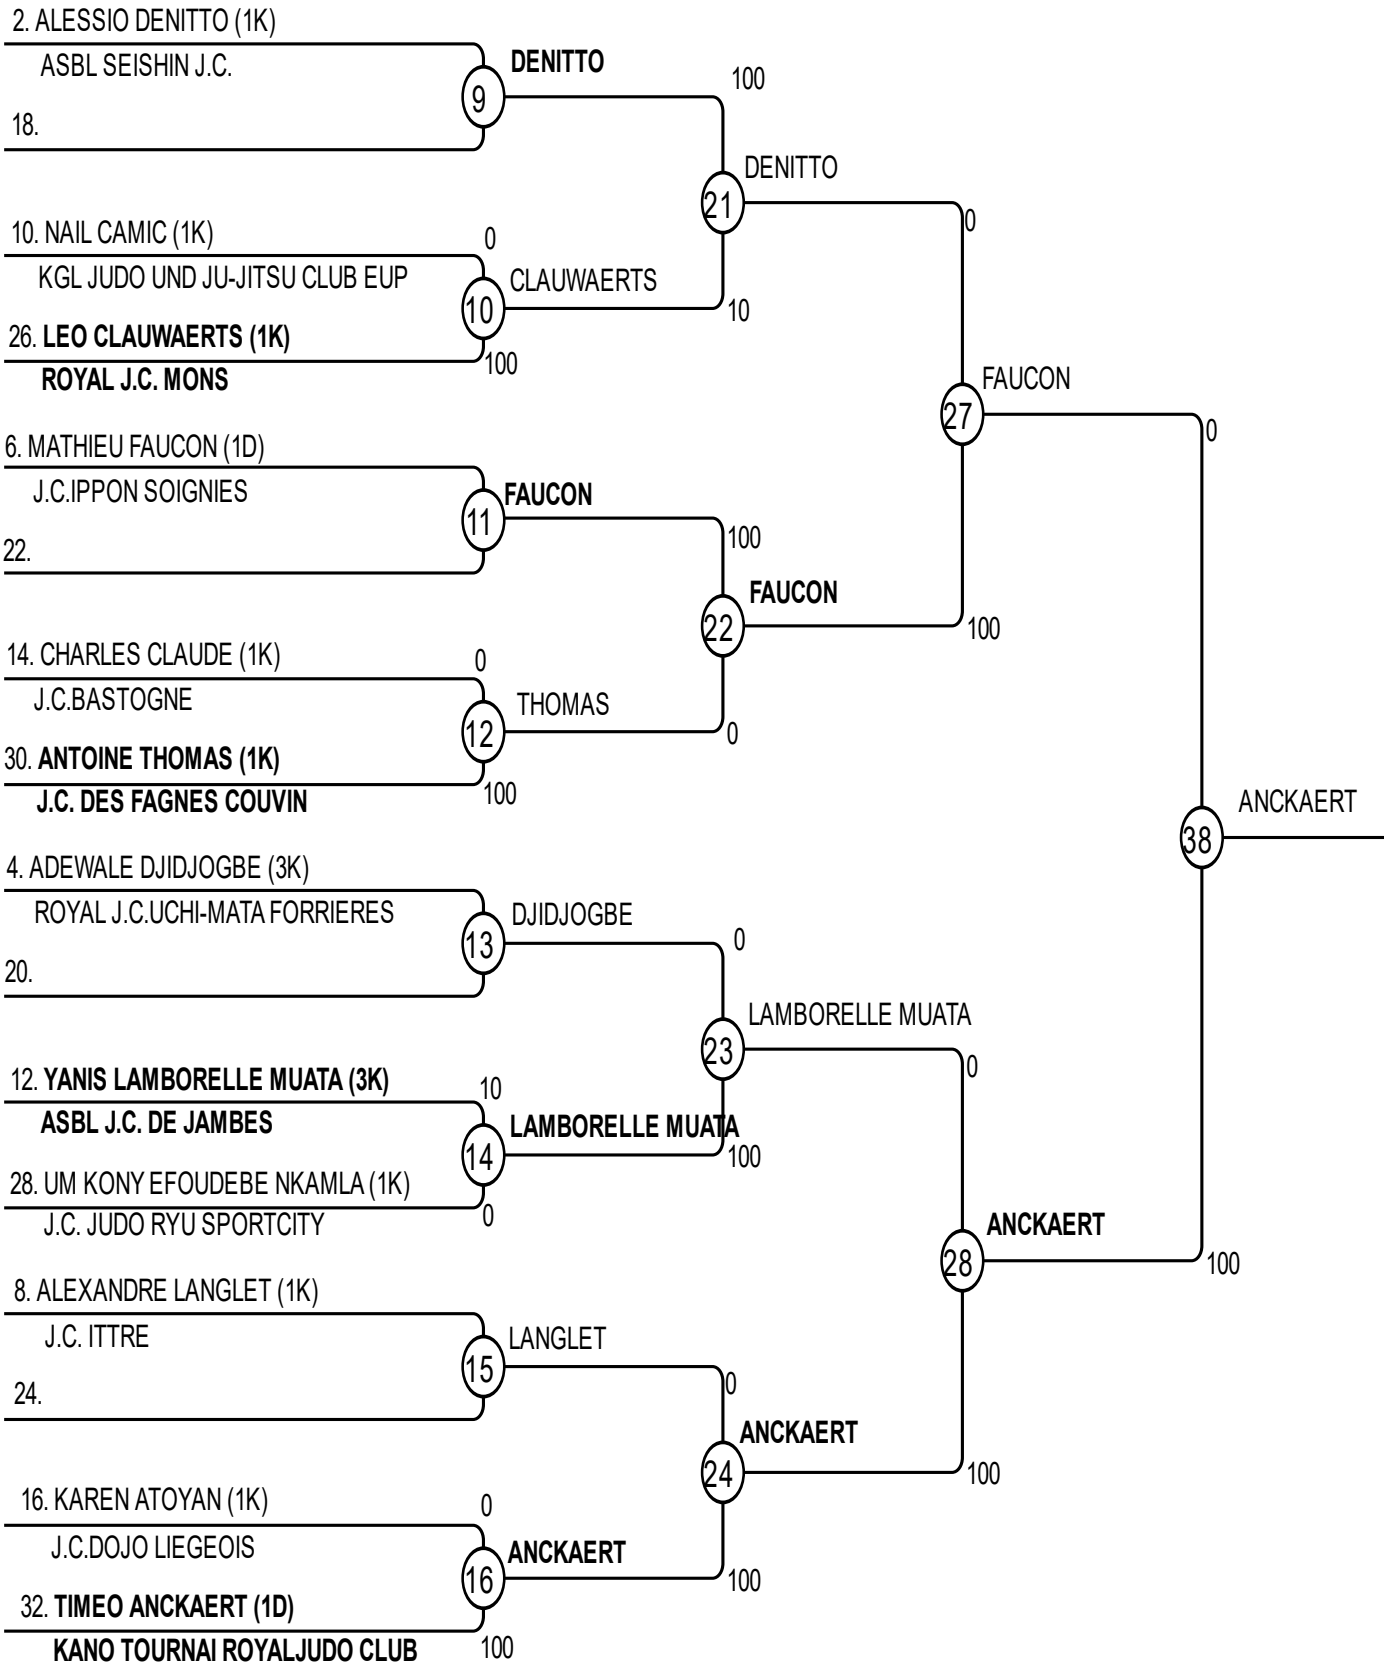 2. ALESSIO DENITTO (1K)
ASBL SEISHIN J.C.
18.
9
DENITTO
100
10. NAIL CAMIC (1K)
0
KGL JUDO UND JU-JITSU CLUB EUP
26. LEO CLAUWAERTS (1K)
100
ROYAL J.C. MONS
10
CLAUWAERTS
10
21
DENITTO
0
6. MATHIEU FAUCON (1D)
J.C.IPPON SOIGNIES
22.
11
FAUCON
100
14. CHARLES CLAUDE (1K)
0
J.C.BASTOGNE
30. ANTOINE THOMAS (1K)
100
J.C. DES FAGNES COUVIN
12
THOMAS
0
22
FAUCON
100
27
FAUCON
0
4. ADEWALE DJIDJOGBE (3K)
ROYAL J.C.UCHI-MATA FORRIERES
20.
13
DJIDJOGBE
0
12. YANIS LAMBORELLE MUATA (3K)
10
ASBL J.C. DE JAMBES
28. UM KONY EFOUDEBE NKAMLA (1K)
0
J.C. JUDO RYU SPORTCITY
14
LAMBORELLE MUATA
100
23
LAMBORELLE MUATA
0
8. ALEXANDRE LANGLET (1K)
J.C. ITTRE
24.
15
LANGLET
0
16. KAREN ATOYAN (1K)
0
J.C.DOJO LIEGEOIS
32. TIMEO ANCKAERT (1D)
100
KANO TOURNAI ROYALJUDO CLUB
16
ANCKAERT
100
24
ANCKAERT
100
28
ANCKAERT
100
38
ANCKAERT